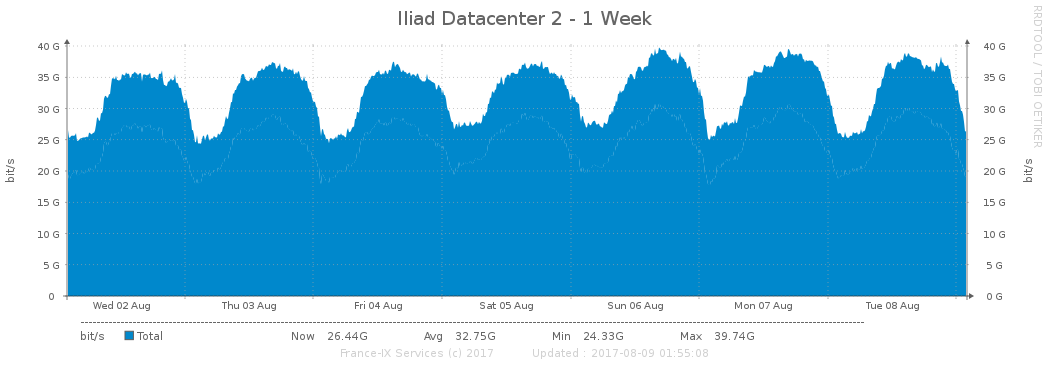 Iliad Datacenter 2 - 1 Week
RRDTOOL / TOBI OETIKER
bit/s
40 G 40 G
35 G 35 G
30 G 30 G
25 G 25 G
20 G 20 G
15 G 15 G
10 G 10 G
5 G 5 G
0 0 G
bit/s
Wed 02 Aug Thu 03 Aug Fri 04 Aug Sat 05 Aug Sun 06 Aug Mon 07 Aug Tue 08 Aug
bit/s Total Now 26.44G Avg 32.75G Min 24.33G Max 39.74G
France-IX Services (c) 2017 Updated : 2017-08-09 01:55:08